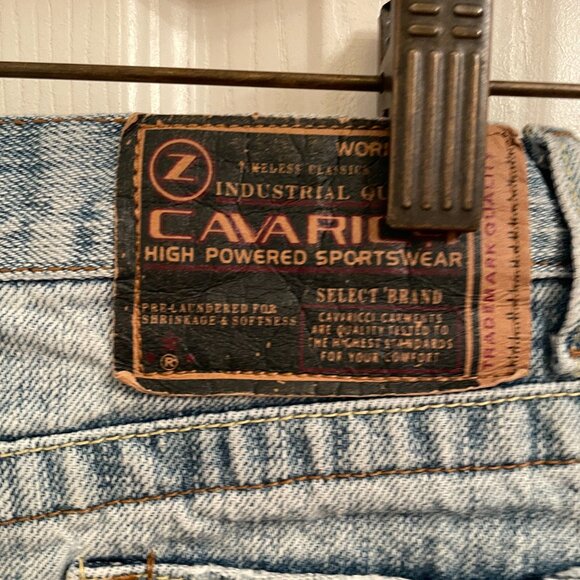 Z
WOR
TIMELESS CLASSICS
INDUSTRIAL QU
CAVARIC
HIGH POWERED SPORTSWEAR
SELECT BRAND
PRE-LAUNDERED FOR
SHRINKAGE & SOFTNESS
CAVARICCI GARMENTS
ARE QUALITY TESTED TO
THE HIGHEST STANDARDS
FOR YOUR COMFORT
®
TRADEMARK QUALITY